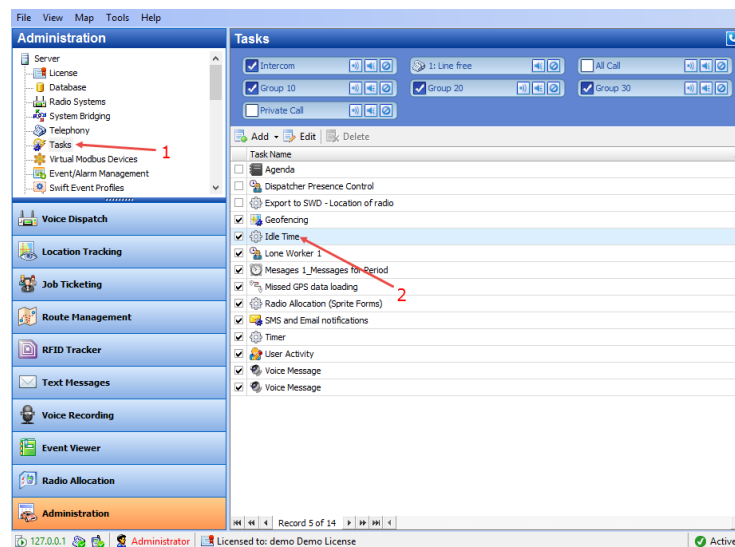 File View Map Tools Help
Administration
Server
License
Database
Radio Systems
System Bridging
Telephony
Tasks
Virtual Modbus Devices
Event/Alarm Management
Swift Event Profiles
1
Voice Dispatch
Location Tracking
Job Ticketing
Route Management
RFID Tracker
Text Messages
Voice Recording
Event Viewer
Radio Allocation
Administration
Tasks
Intercom 1: Line free All Call
Group 10 Group 20 Group 30
Private Call
Add Edit Delete
Task Name
Agenda
Dispatcher Presence Control
Export to SWD - Location of radio
Geofencing
Idle Time
Lone Worker 1
Mesages 1_Messages for Period
Missed GPS data loading
2
Radio Allocation (Sprite Forms)
SMS and Email notifications
Timer
User Activity
Voice Message
Voice Message
Record 5 of 14
127.0.0.1 Administrator Licensed to: demo Demo License Active